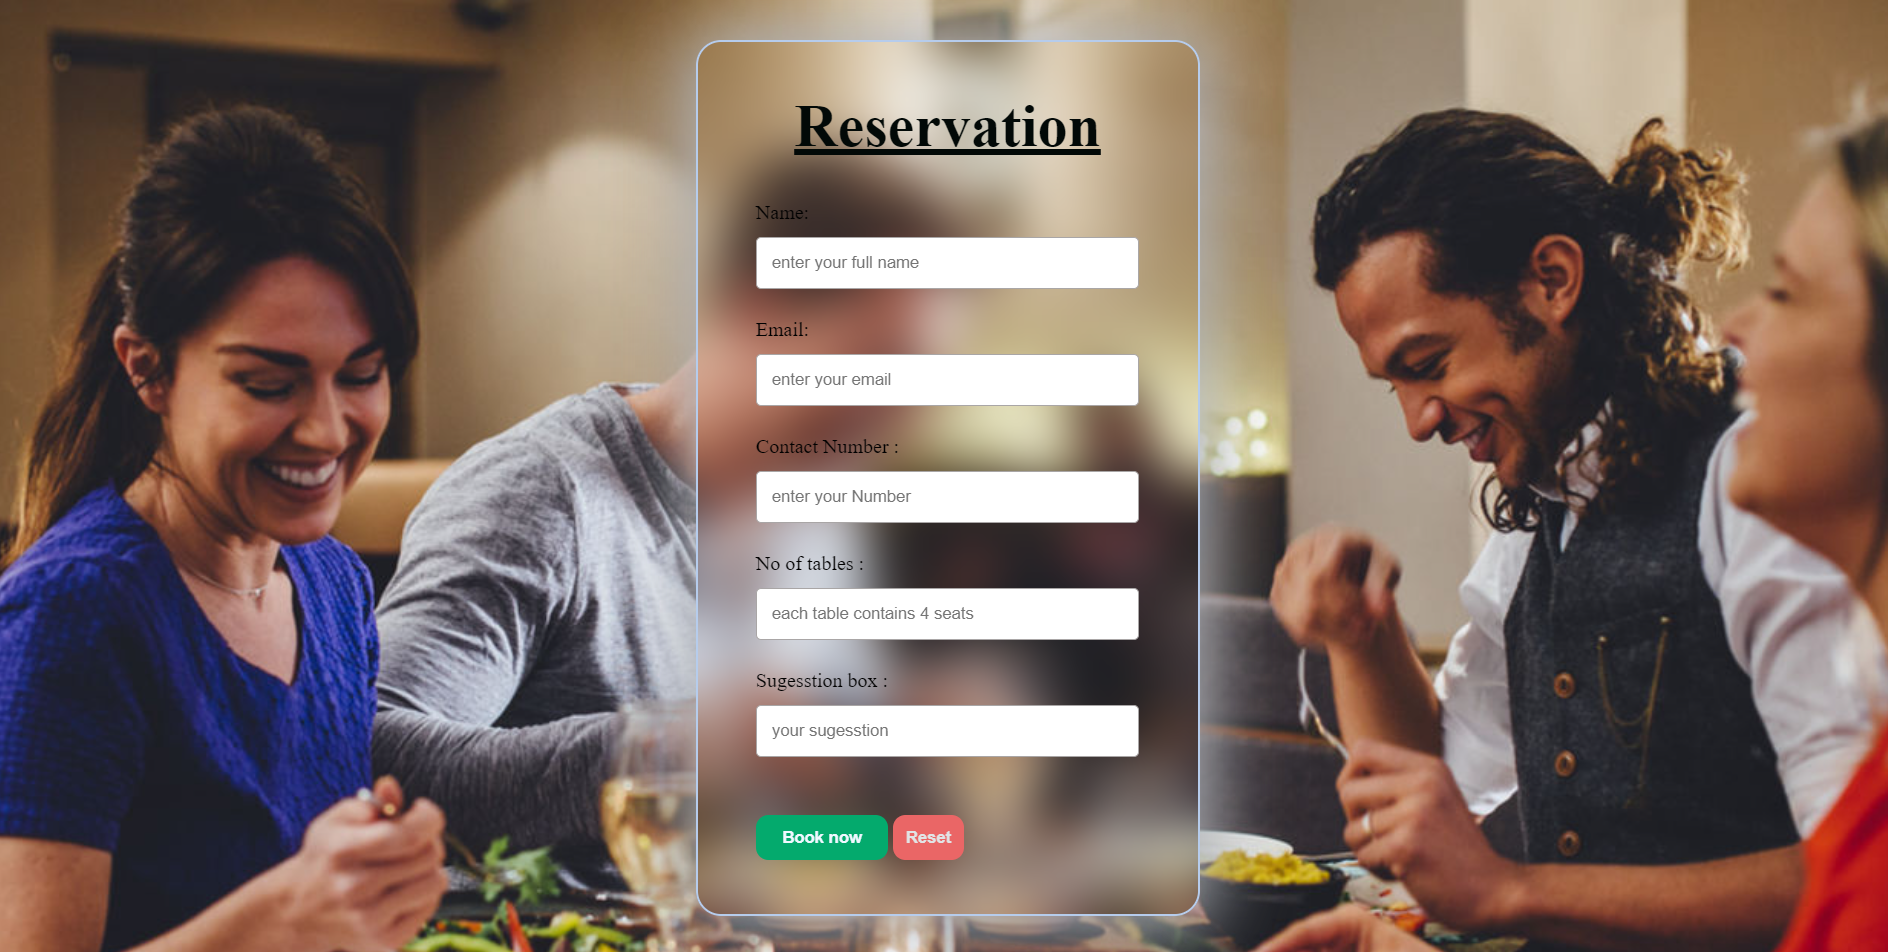 Reservation
Name:
enter your full name
Email:
enter your email
Contact Number :
enter your Number
No of tables :
each table contains 4 seats
Sugesstion box :
your sugesstion
Book now Reset